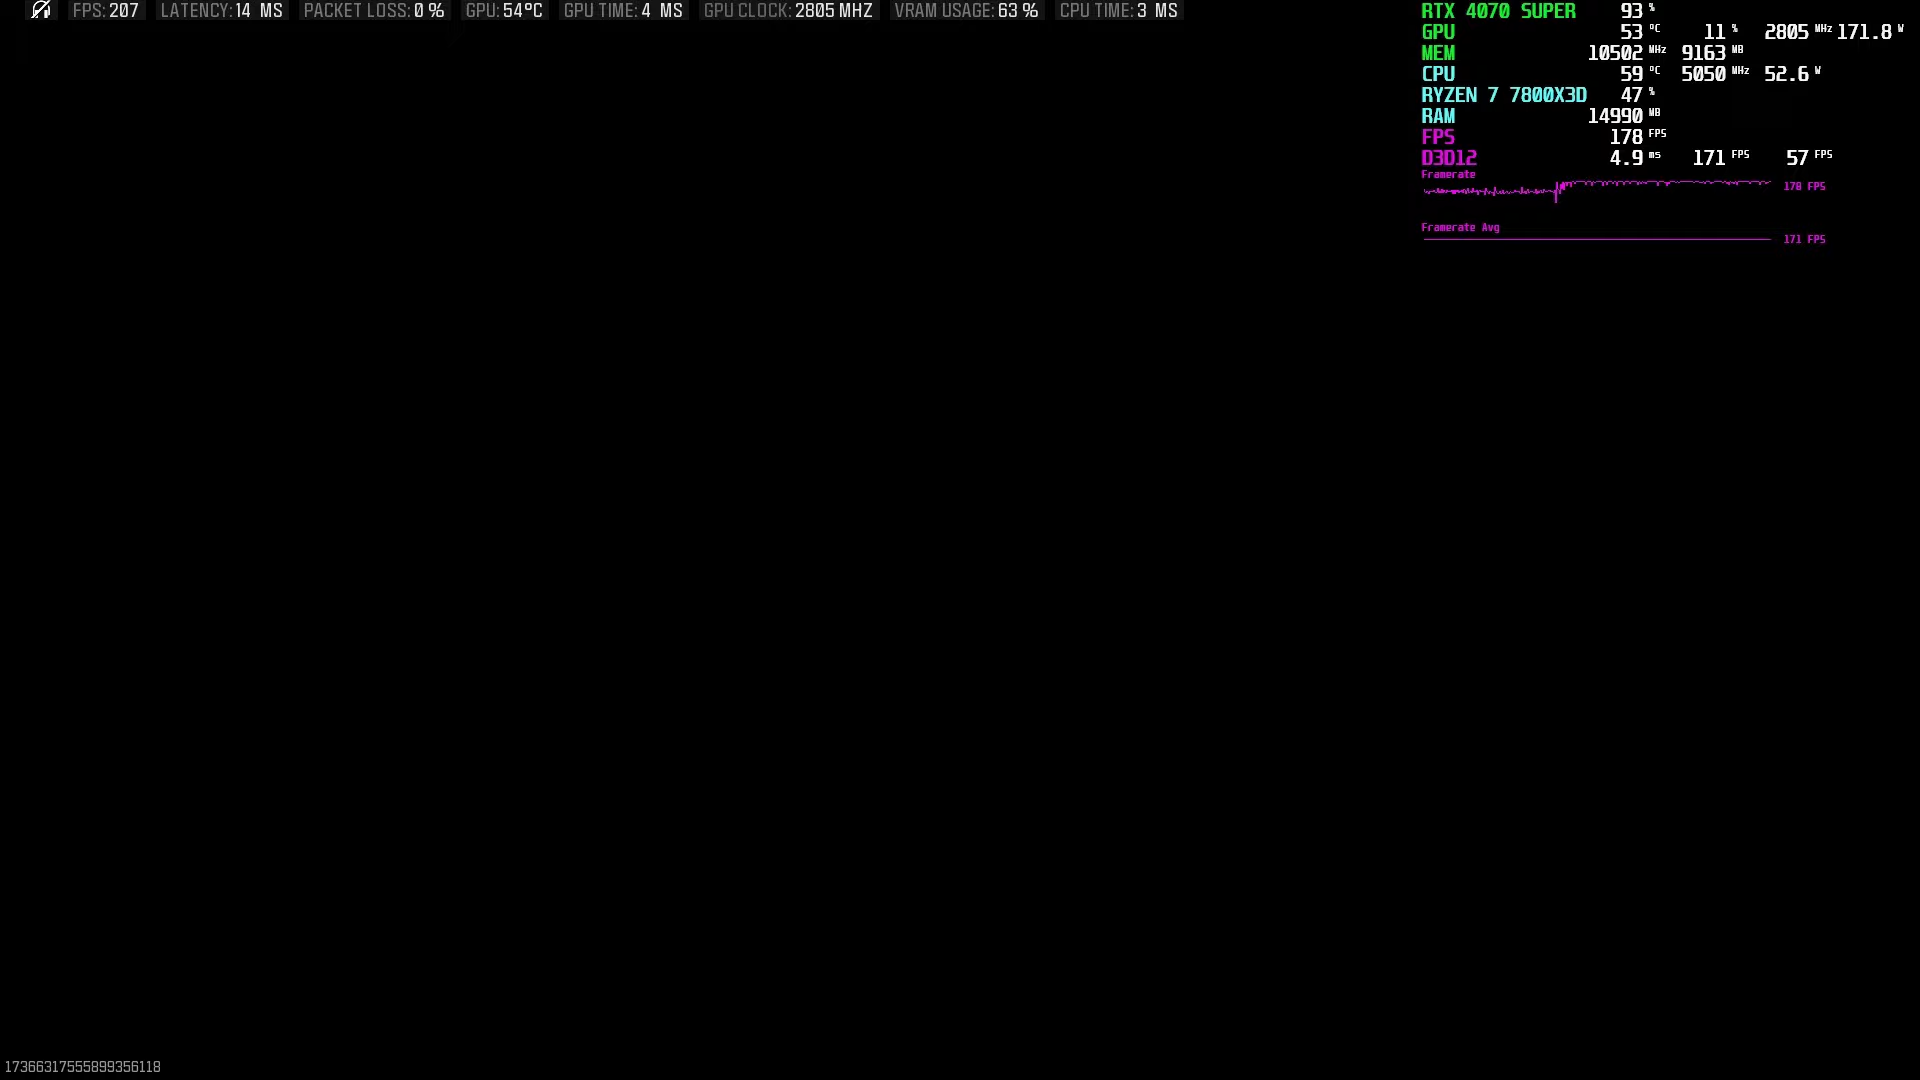 FPS: 207 LATENCY: 14 MS PACKET LOSS: 0 % GPU: 54°C GPU TIME: 4 MS GPU CLOCK: 2805 MHZ VRAM USAGE: 63 % CPU TIME: 3 MS
RTX 4070 SUPER 93 %
GPU 53 °C 11 % 2805 MHz 171.8 W
MEM 10502 MHz 9163 MB
CPU 59 °C 5050 MHz 52.6 W
RYZEN 7 7800X3D 47 %
RAM 14990 MB
FPS 178 FPS
D3D12 4.9 ms 171 FPS 57 FPS
Framerate
178 FPS
Framerate Avg
171 FPS
17366317555899356118